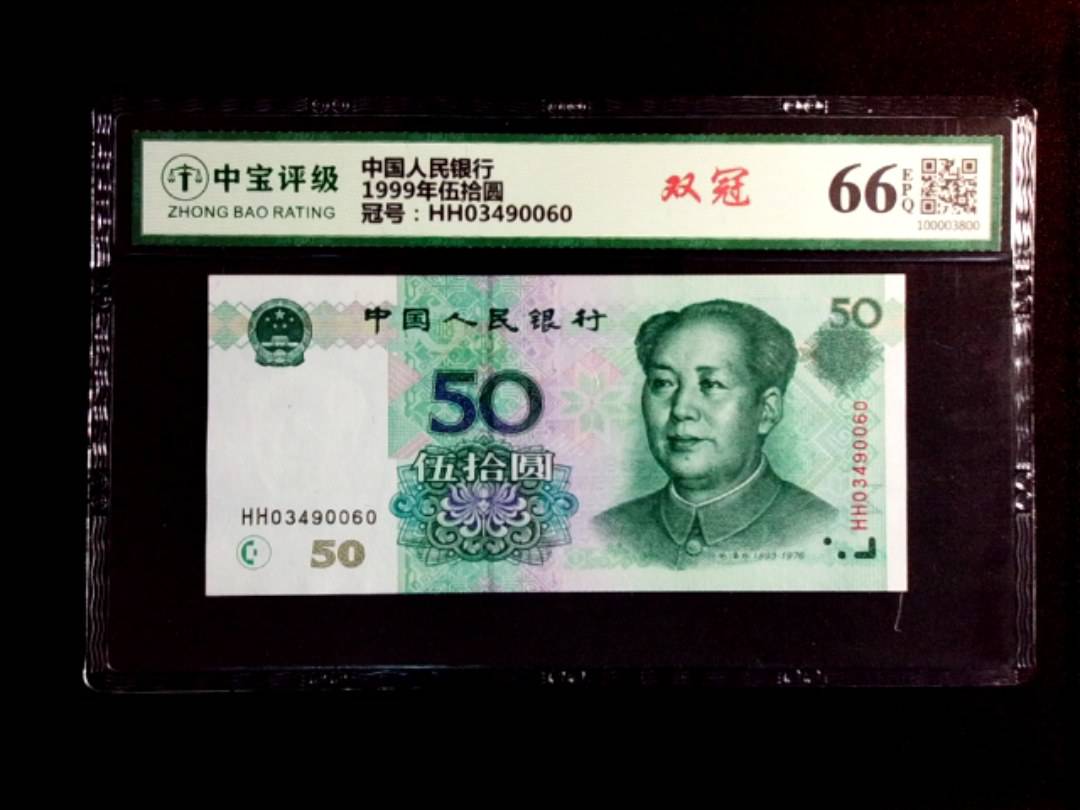 中宝评级
ZHONG BAO RATING
中国人民银行
1999年伍拾圆
冠号：HH03490060
双冠
66
EPQ
100003800
中国人民银行
50
50
伍拾圆
HH03490060
HH03490060
50
1893-1976